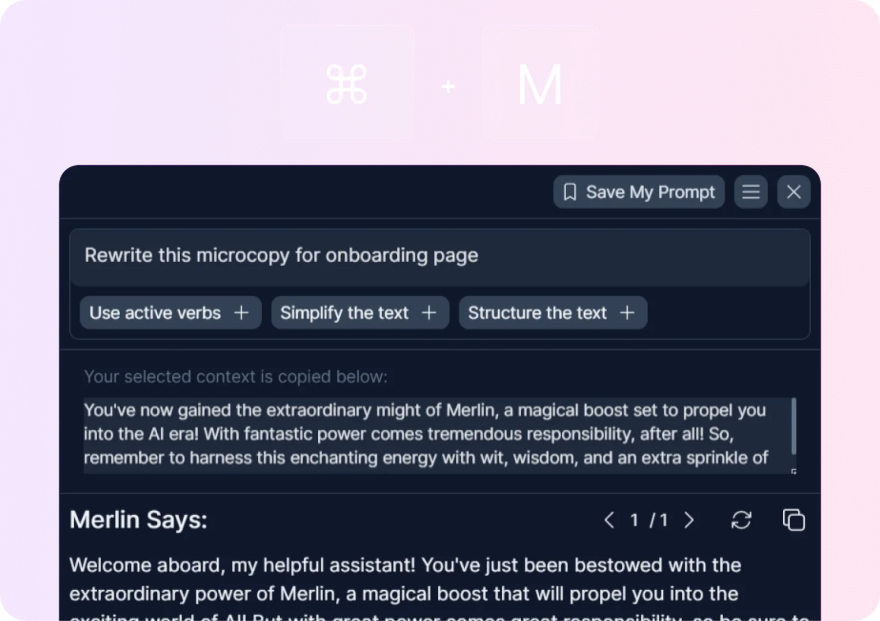 ⌘ + M
Save My Prompt
Rewrite this microcopy for onboarding page
Use active verbs + Simplify the text + Structure the text +
Your selected context is copied below:
You've now gained the extraordinary might of Merlin, a magical boost set to propel you
into the AI era! With fantastic power comes tremendous responsibility, after all! So,
remember to harness this enchanting energy with wit, wisdom, and an extra sprinkle of
Merlin Says: 1 / 1
Welcome aboard, my helpful assistant! You've just been bestowed with the
extraordinary power of Merlin, a magical boost that will propel you into the
exciting world of AI! But with great power comes great responsibility, so be sure to